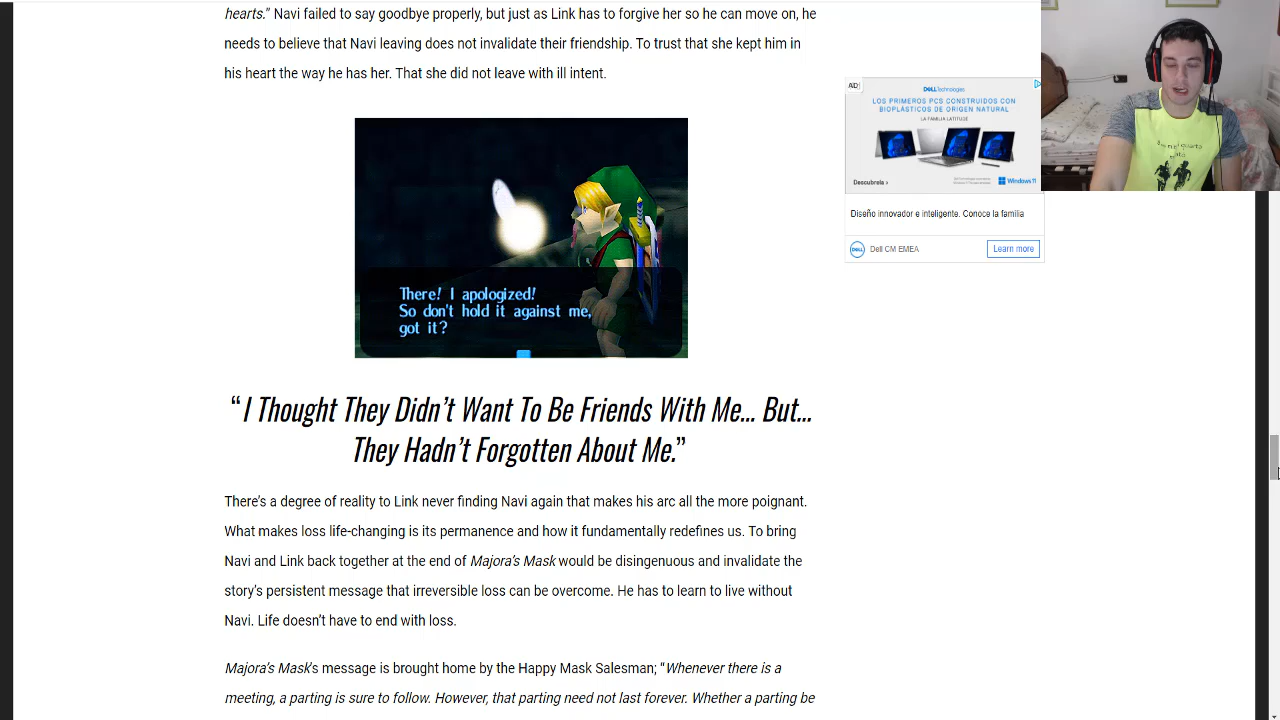 hearts." Navi failed to say goodbye properly, but just as Link has to forgive her so he can move on, he
needs to believe that Navi leaving does not invalidate their friendship. To trust that she kept him in
his heart the way he has her. That she did not leave with ill intent.
AD
DELL Technologies
LOS PRIMEROS PCS CONSTRUIDOS CON
BIOPLÁSTICOS DE ORIGEN NATURAL
LA FAMILIA LATITUDE
Descúbrela >
Windows 11
Diseño innovador e inteligente. Conoce la familia
DELL
Dell CM EMEA
Learn more
There! I apologized!
So don't hold it against me,
got it?
“I Thought They Didn’t Want To Be Friends With Me... But...
They Hadn’t Forgotten About Me.”
There’s a degree of reality to Link never finding Navi again that makes his arc all the more poignant.
What makes loss life-changing is its permanence and how it fundamentally redefines us. To bring
Navi and Link back together at the end of Majora’s Mask would be disingenuous and invalidate the
story’s persistent message that irreversible loss can be overcome. He has to learn to live without
Navi. Life doesn’t have to end with loss.
Majora’s Mask’s message is brought home by the Happy Mask Salesman; “Whenever there is a
meeting, a parting is sure to follow. However, that parting need not last forever. Whether a parting be